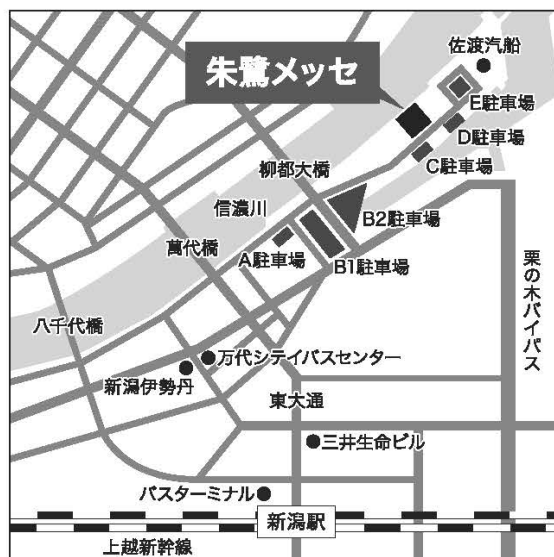 佐渡汽船
朱鷺メッセ
E駐車場
D駐車場
C駐車場
柳都大橋
信濃川
B2駐車場
萬代橋
A駐車場
B1駐車場
栗の木バイパス
八千代橋
万代シテイバスセンター
新潟伊勢丹
東大通
三井生命ビル
バスターミナル
新潟駅
上越新幹線